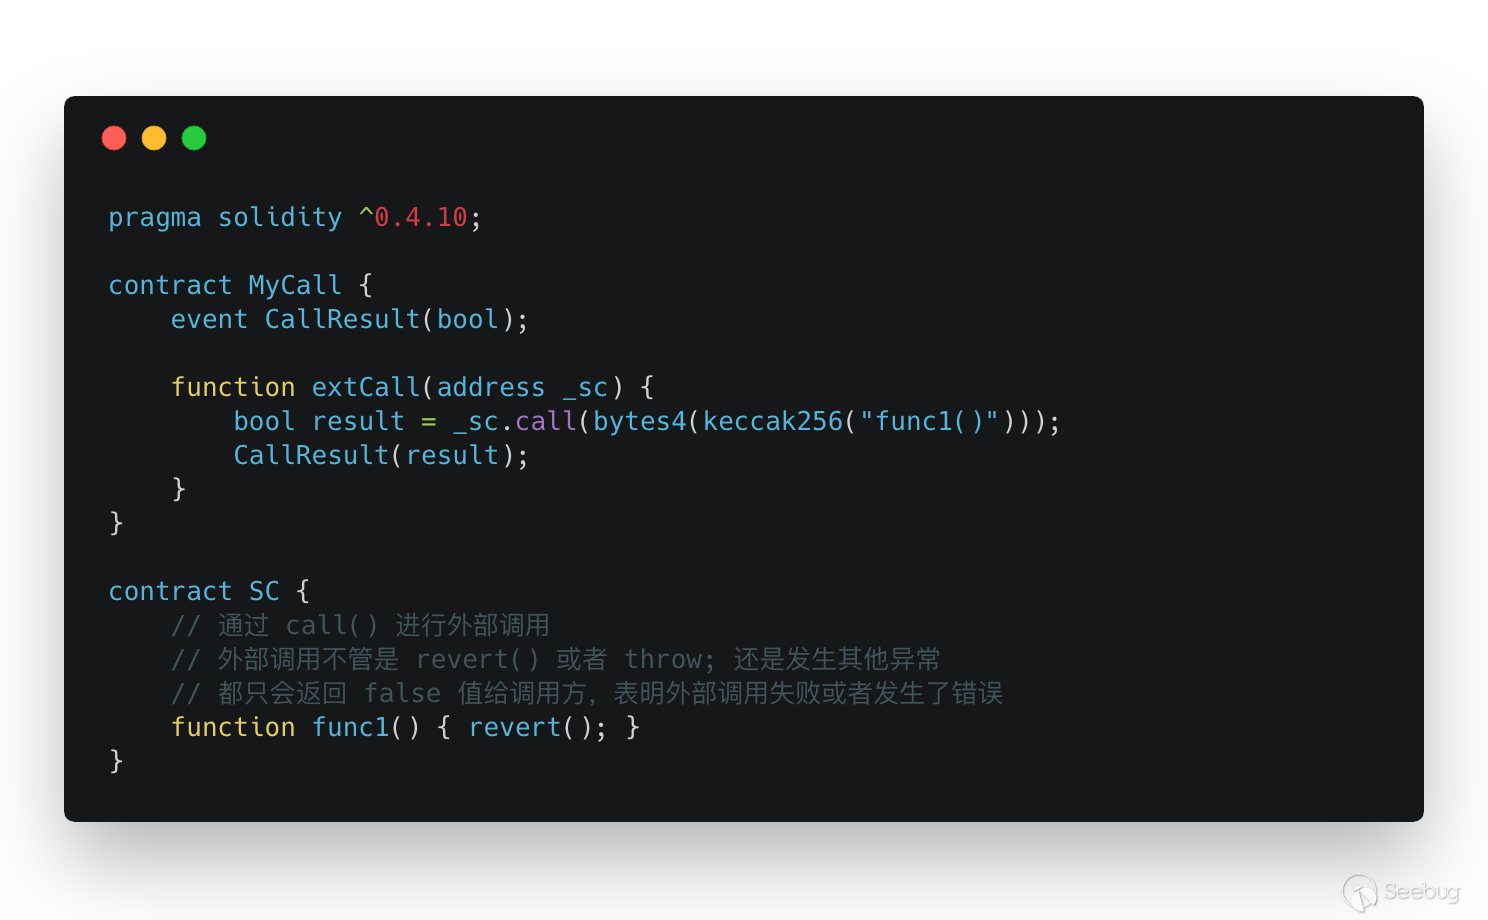 pragma solidity ^0.4.10;
contract MyCall {
event CallResult(bool);
function extCall(address _sc) {
bool result = _sc.call(bytes4(keccak256("func1()")));
CallResult(result);
}
}
contract SC {
// 通过 call() 进行外部调用
// 外部调用不管是 revert() 或者 throw; 还是发生其他异常
// 都只会返回 false 值给调用方, 表明外部调用失败或者发生了错误
function func1() { revert(); }
}
Seebug